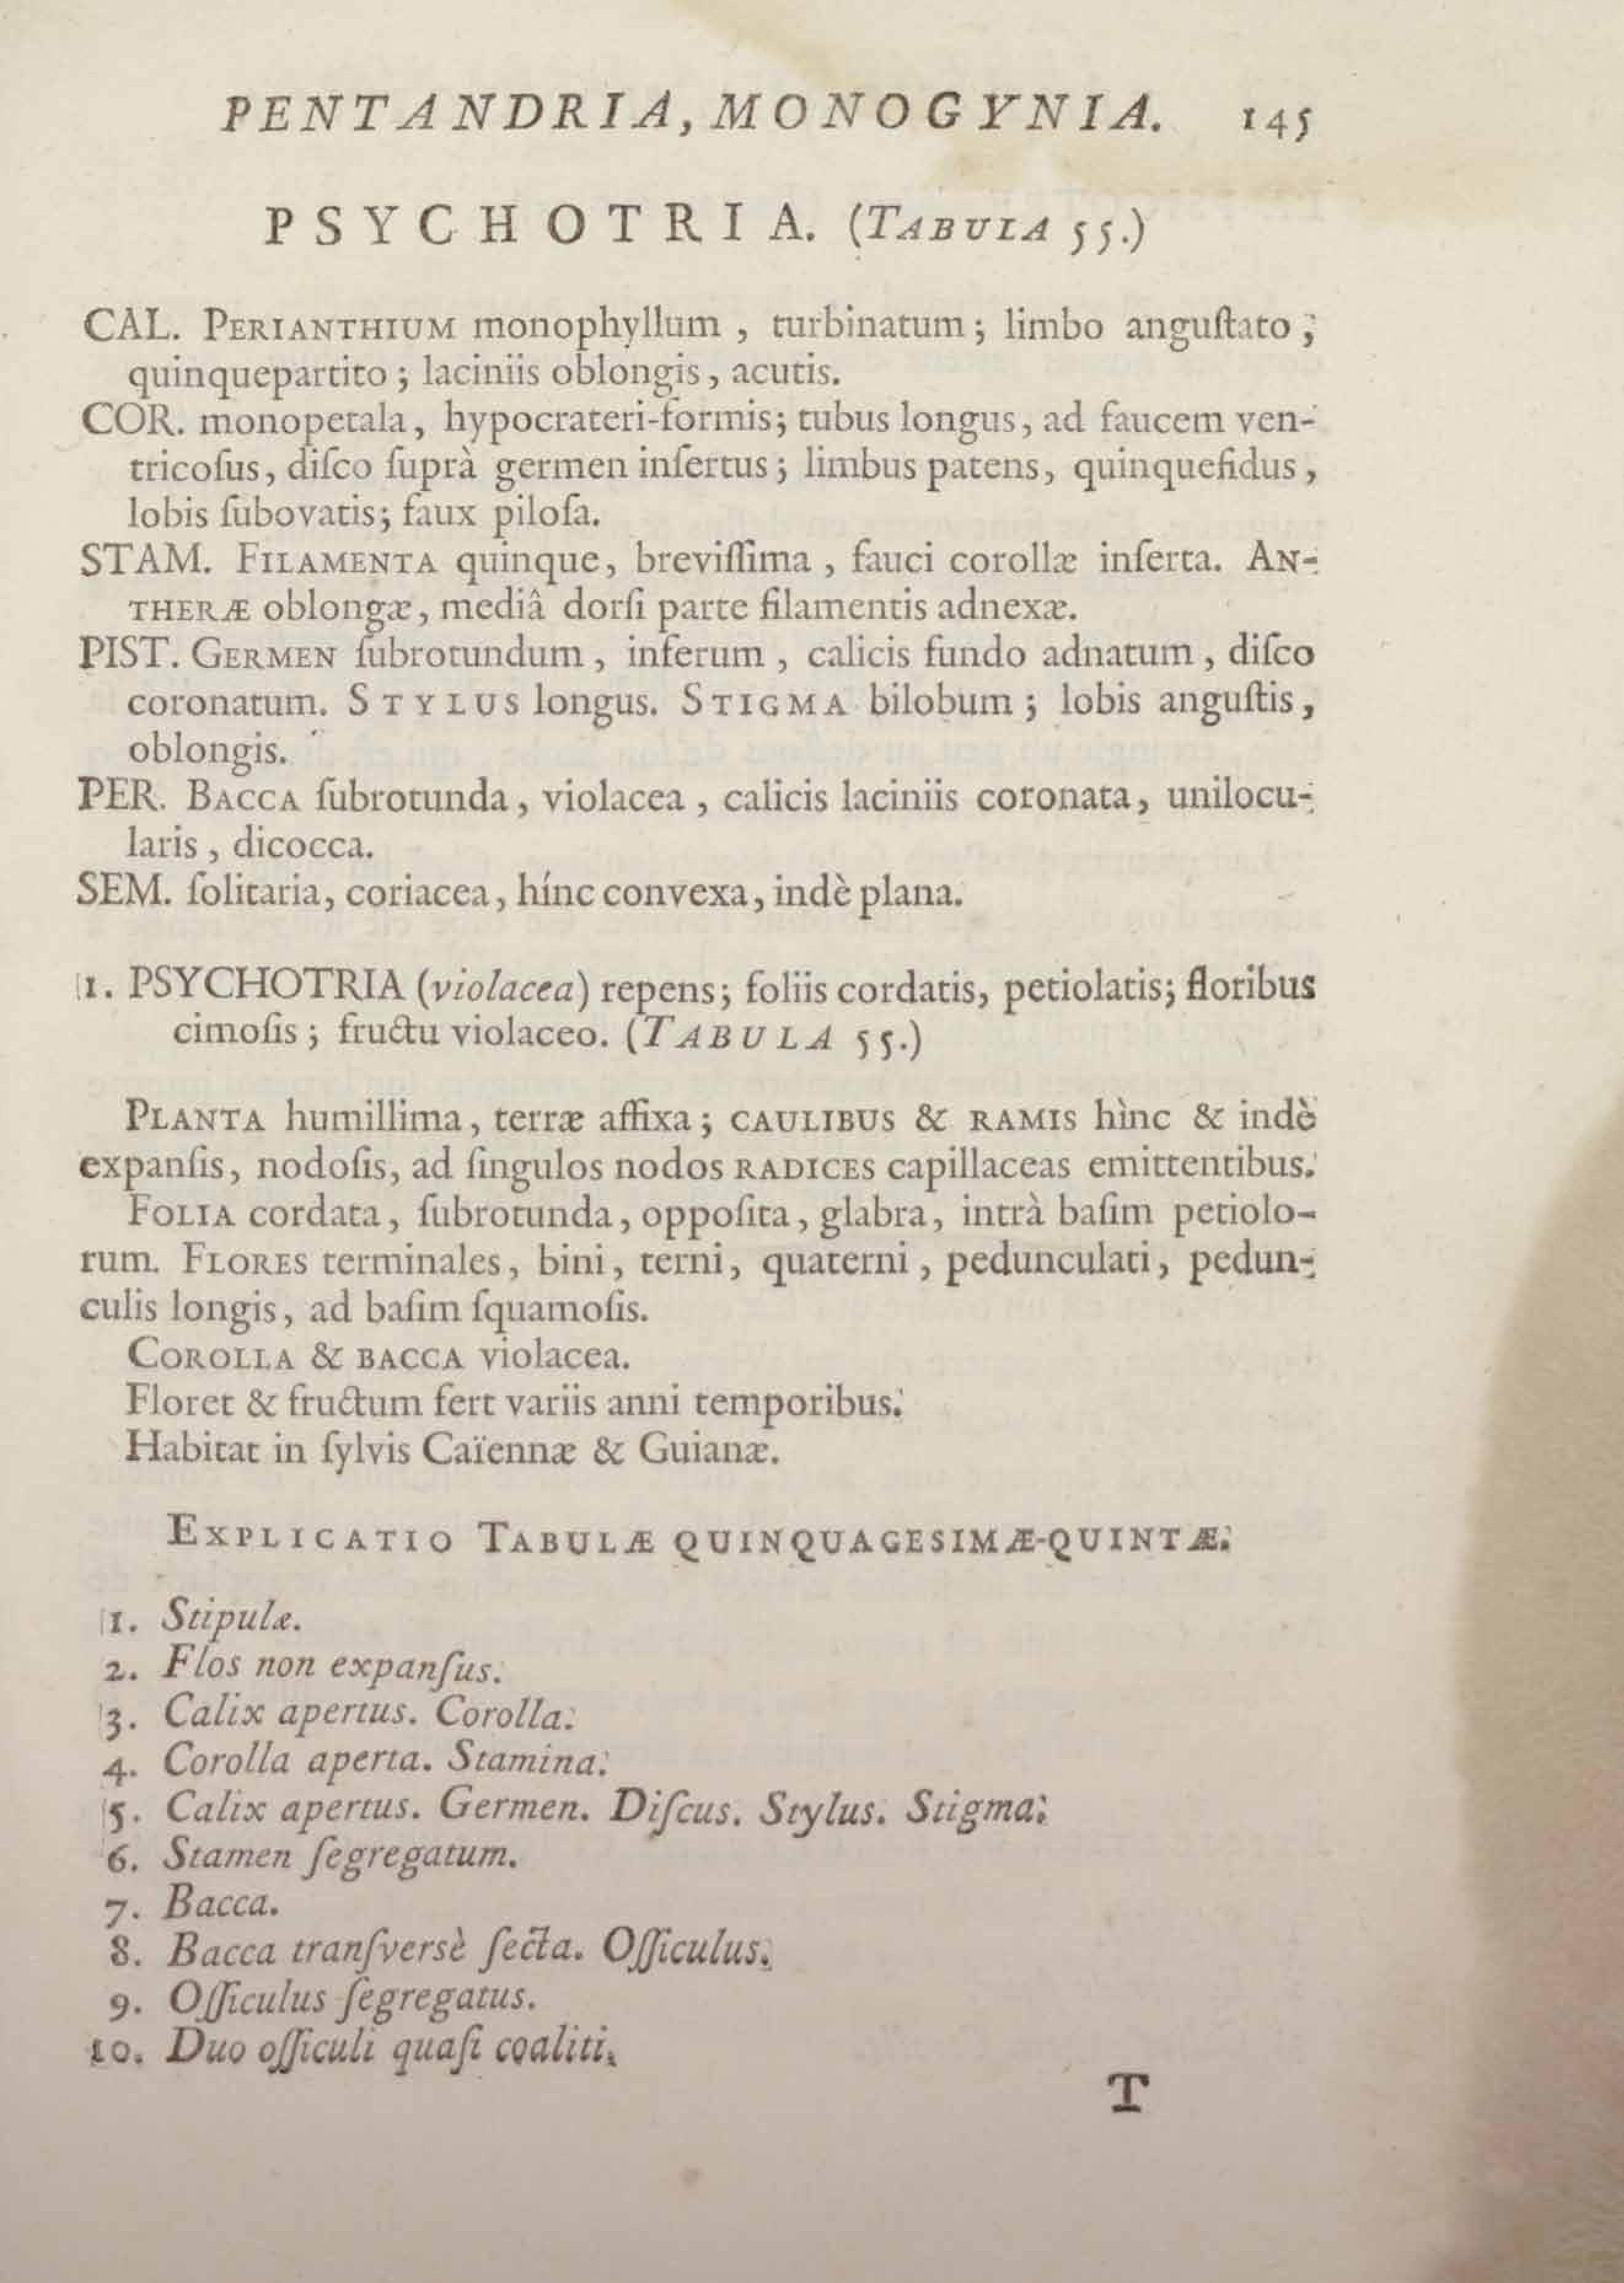 PENTANDRIA, MONOGYNIA. 145
PSYCHOTRIA. (TABULA 55.)
CAL. PERIANTHIUM monophyllum, turbinatum; limbo anguſtato;
quinquepartito; laciniis oblongis, acutis.
COR. monopetala, hypocrateri-formis; tubus longus, ad faucem ven-
tricoſus, diſco ſuprà germen inſertus; limbus patens, quinquefidus,
lobis ſubovatis; faux piloſa.
STAM. FILAMENTA quinque, breviſſima, fauci corollæ inſerta. AN-
THERÆ oblongæ, mediâ dorſi parte filamentis adnexæ.
PIST. GERMEN ſubrotundum, inferum, calicis fundo adnatum, diſco
coronatum. STYLUS longus. STIGMA bilobum; lobis anguſtis,
oblongis.
PER. BACCA ſubrotunda, violacea, calicis laciniis coronata, unilocu-
laris, dicocca.
SEM. ſolitaria, coriacea, hínc convexa, indè plana.
1. PSYCHOTRIA (violacea) repens; foliis cordatis, petiolatis; floribus
cimoſis; fructu violaceo. (TABULA 55.)
PLANTA humillima, terræ affixa; CAULIBUS & RAMIS hìnc & indè
expanſis, nodoſis, ad ſingulos nodos RADICES capillaceas emittentibus.
FOLIA cordata, ſubrotunda, oppoſita, glabra, intrà baſim petiolo-
rum. FLORES terminales, bini, terni, quaterni, pedunculati, pedun-
culis longis, ad baſim ſquamoſis.
COROLLA & BACCA violacea.
Floret & fructum fert variis anni temporibus.
Habitat in ſylvis Caïennæ & Guianæ.
EXPLICATIO TABULÆ QUINQUAGESIMÆ-QUINTÆ.
1. Stipulæ.
2. Flos non expanſus.
3. Calix apertus. Corolla.
4. Corolla aperta. Stamina.
5. Calix apertus. Germen. Diſcus. Stylus. Stigma.
6. Stamen ſegregatum.
7. Bacca.
8. Bacca tranſversè ſecta. Oſſiculus.
9. Oſſiculus ſegregatus.
10. Duo oſſiculi quaſi coaliti.
T